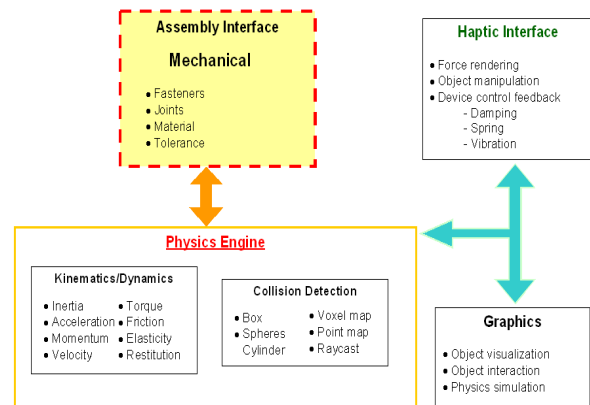 Assembly Interface
Mechanical
• Fasteners
• Joints
• Material
• Tolerance
Haptic Interface
• Force rendering
• Object manipulation
• Device control feedback
- Damping
- Spring
- Vibration
Physics Engine
Kinematics/Dynamics
• Inertia
• Acceleration
• Momentum
• Velocity
• Torque
• Friction
• Elasticity
• Restitution
Collision Detection
• Box
• Spheres
Cylinder
• Voxel map
• Point map
• Raycast
Graphics
• Object visualization
• Object interaction
• Physics simulation